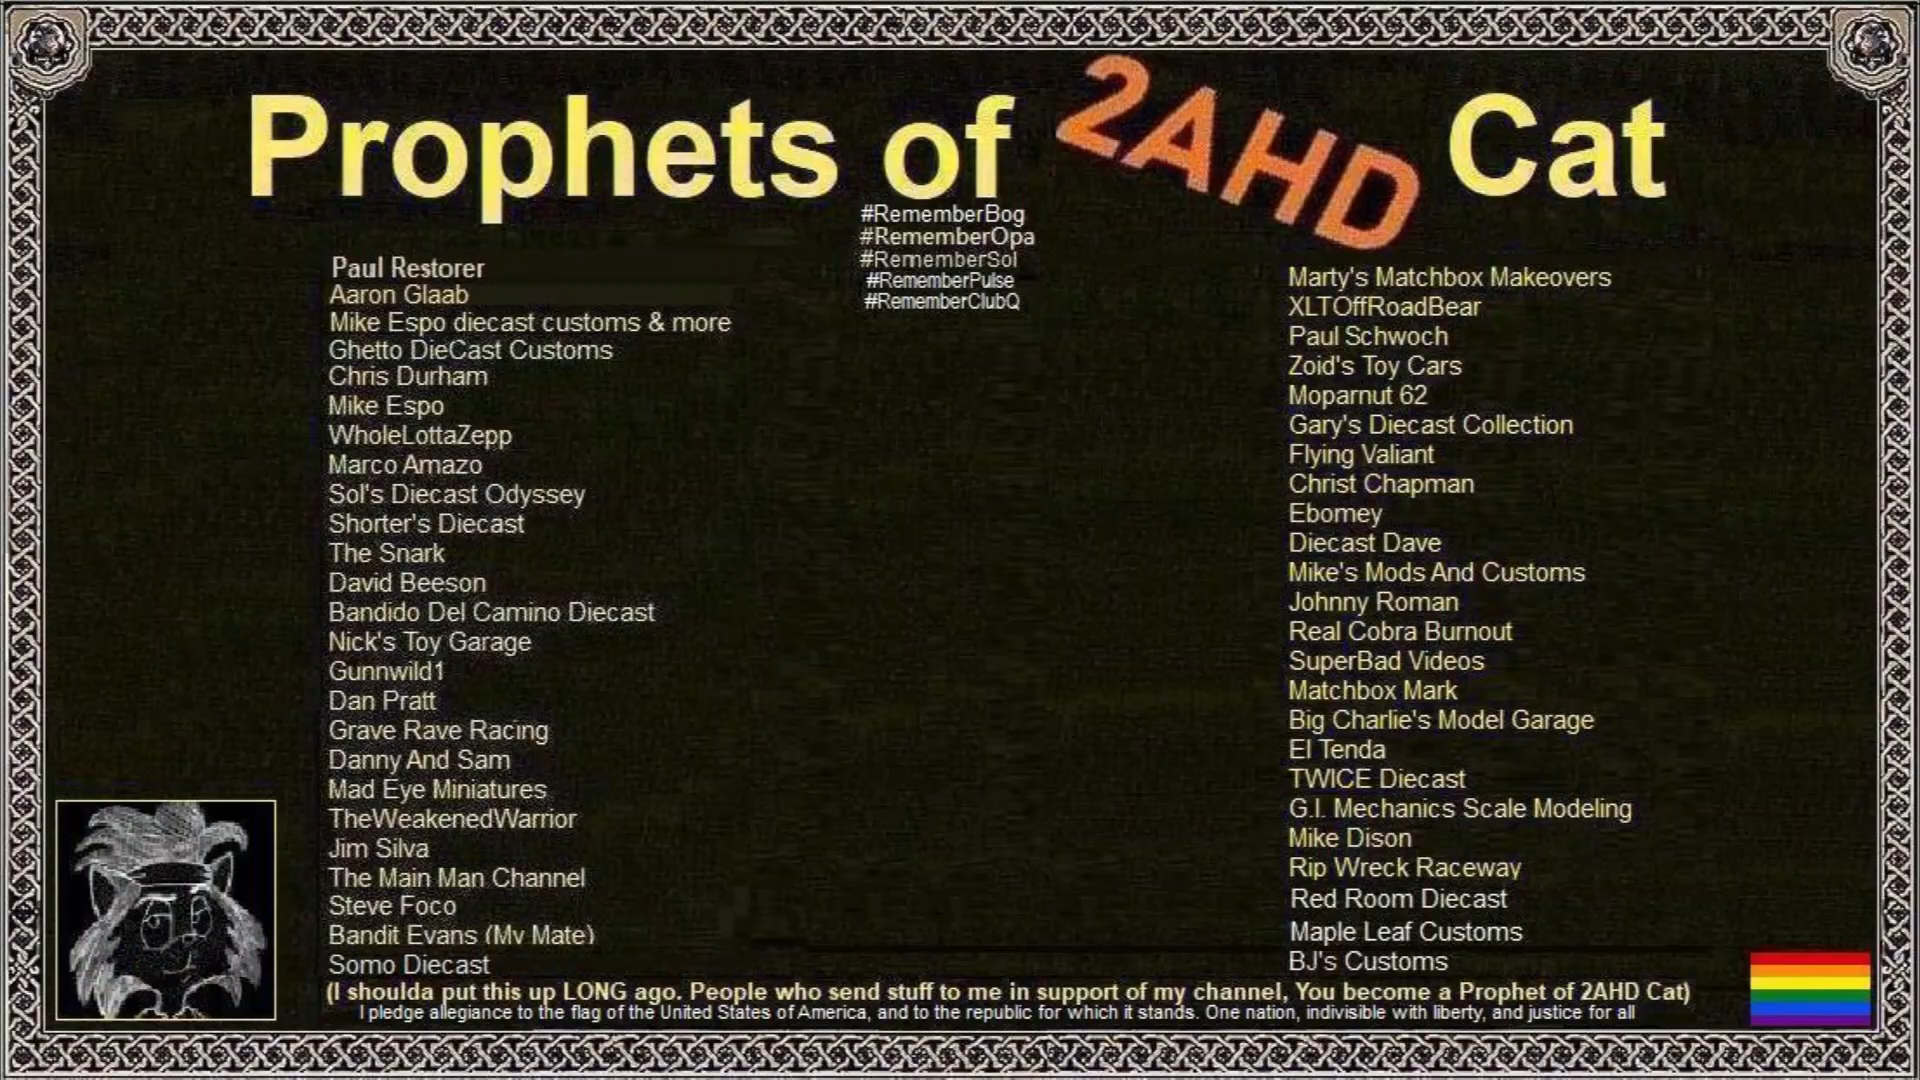 Prophets of 2AHD Cat
#RememberBog
#RememberOpa
#RememberSol
#RememberPulse
#RememberClubQ
Paul Restorer
Aaron Glaab
Mike Espo diecast customs & more
Ghetto DieCast Customs
Chris Durham
Mike Espo
WholeLottaZepp
Marco Amazo
Sol's Diecast Odyssey
Shorter's Diecast
The Snark
David Beeson
Bandido Del Camino Diecast
Nick's Toy Garage
Gunnwild1
Dan Pratt
Grave Rave Racing
Danny And Sam
Mad Eye Miniatures
TheWeakenedWarrior
Jim Silva
The Main Man Channel
Steve Foco
Bandit Evans (My Mate)
Somo Diecast
Marty's Matchbox Makeovers
XLTOffRoadBear
Paul Schwoch
Zoid's Toy Cars
Moparnut 62
Gary's Diecast Collection
Flying Valiant
Christ Chapman
Ebomey
Diecast Dave
Mike's Mods And Customs
Johnny Roman
Real Cobra Burnout
SuperBad Videos
Matchbox Mark
Big Charlie's Model Garage
El Tenda
TWICE Diecast
G.I. Mechanics Scale Modeling
Mike Dison
Rip Wreck Raceway
Red Room Diecast
Maple Leaf Customs
BJ's Customs
(I shoulda put this up LONG ago. People who send stuff to me in support of my channel, You become a Prophet of 2AHD Cat)
I pledge allegiance to the flag of the United States of America, and to the republic for which it stands. One nation, indivisible with liberty, and justice for all